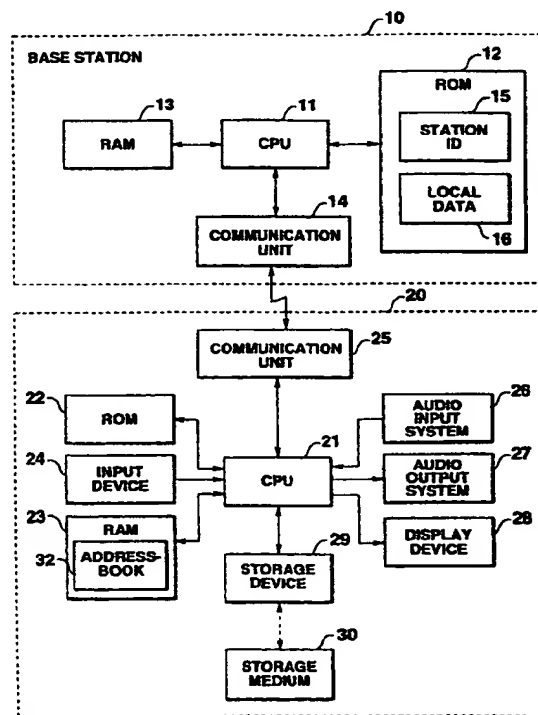 10
BASE STATION
12
ROM
13
RAM
11
CPU
15
STATION
ID
14
COMMUNICATION
UNIT
LOCAL
DATA
16
20
COMMUNICATION
UNIT
25
22
ROM
26
AUDIO
INPUT
SYSTEM
21
CPU
24
INPUT
DEVICE
27
AUDIO
OUTPUT
SYSTEM
23
RAM
32
ADDRESS-
BOOK
28
DISPLAY
DEVICE
29
STORAGE
DEVICE
30
STORAGE
MEDIUM